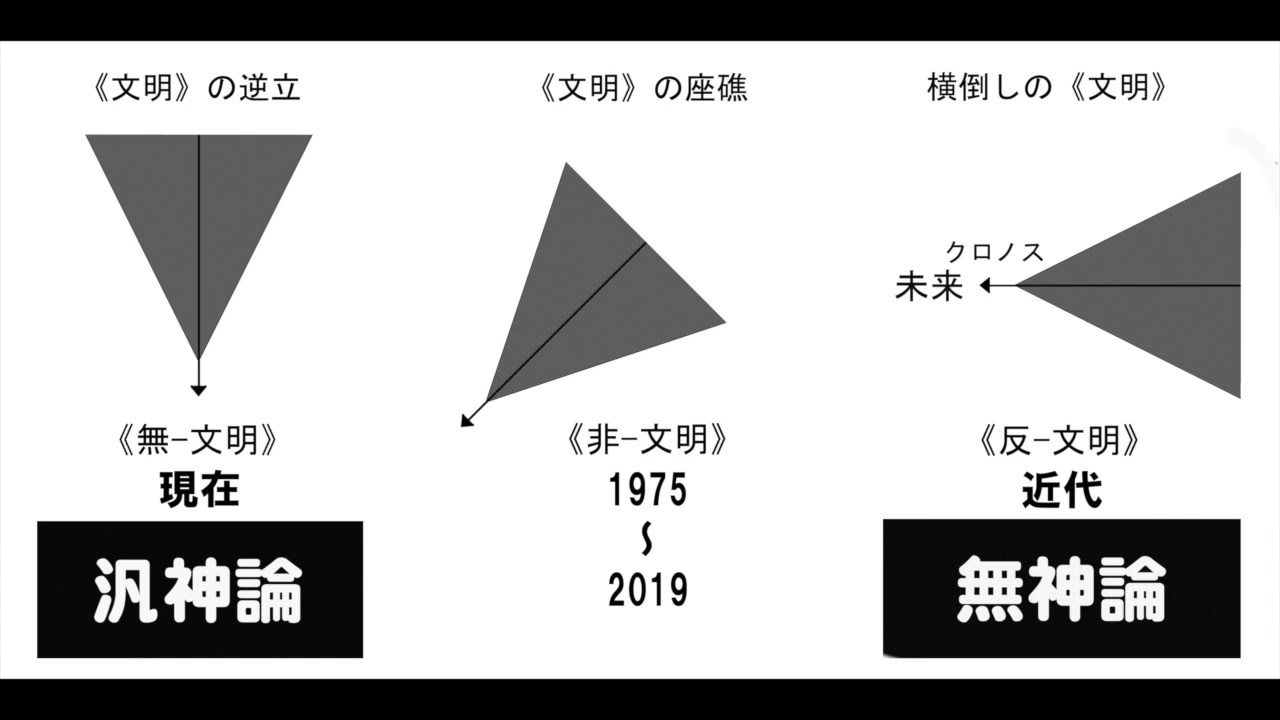 《文明》の逆立
《無−文明》
現在
汎神論
《文明》の座礁
《非−文明》
1975
〜
2019
横倒しの《文明》
クロノス
未来
《反−文明》
近代
無神論